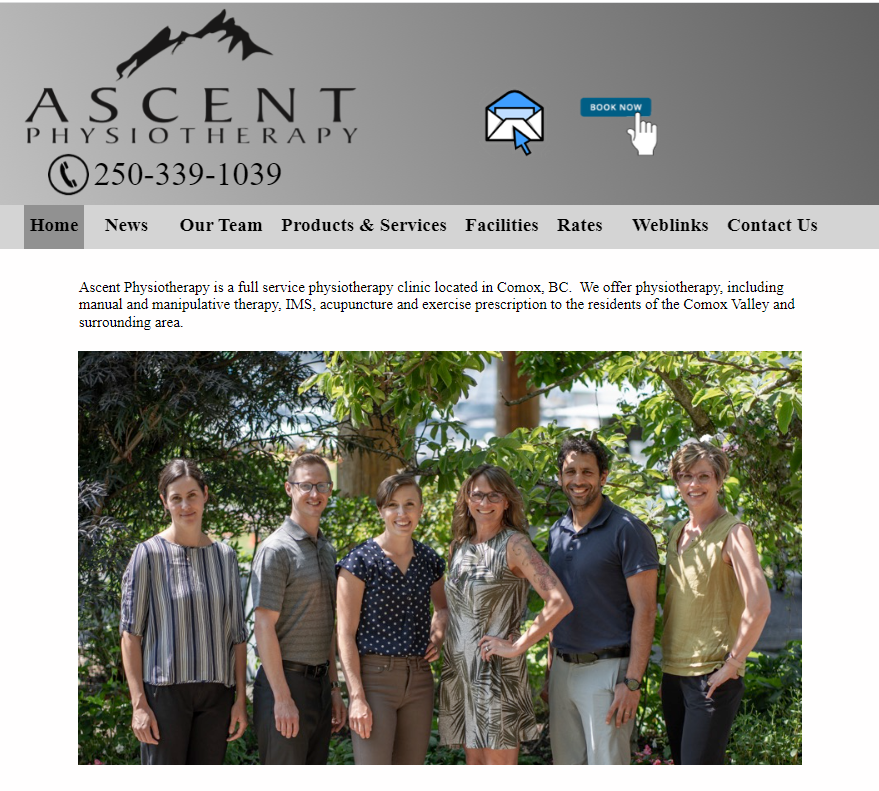 ASCENT
PHYSIOTHERAPY
250-339-1039
BOOK NOW
Home News Our Team Products & Services Facilities Rates Weblinks Contact Us
Ascent Physiotherapy is a full service physiotherapy clinic located in Comox, BC.  We offer physiotherapy, including
manual and manipulative therapy, IMS, acupuncture and exercise prescription to the residents of the Comox Valley and
surrounding area.